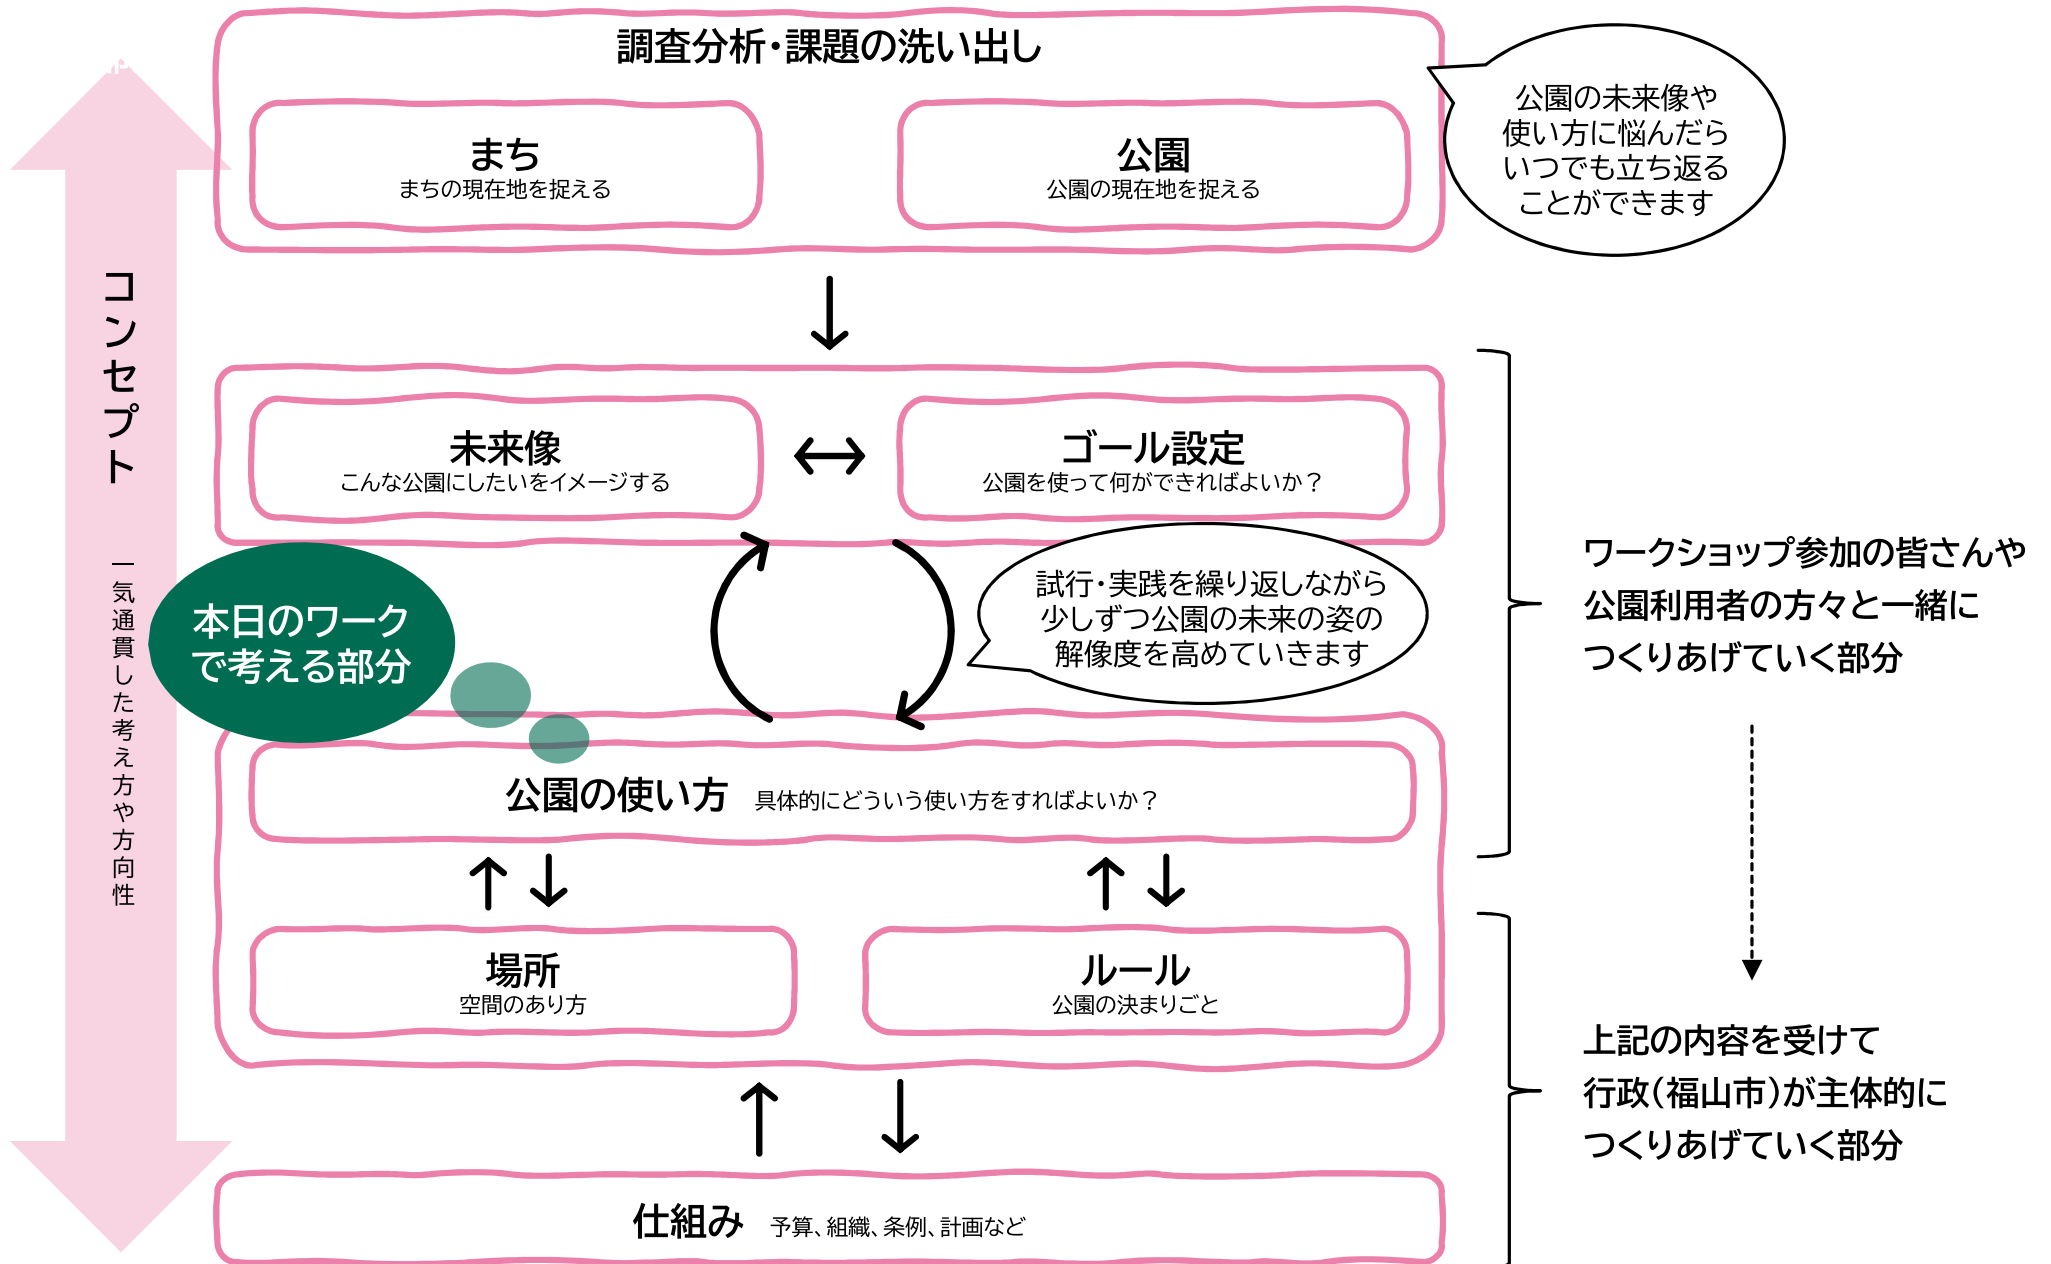 調査分析・課題の洗い出し
まち
まちの現在地を捉える
公園
公園の現在地を捉える
公園の未来像や
使い方に悩んだら
いつでも立ち返る
ことができます
コンセプト
一気通貫した考え方や方向性
未来像
こんな公園にしたいをイメージする
ゴール設定
公園を使って何ができればよいか？
本日のワーク
で考える部分
試行・実践を繰り返しながら
少しずつ公園の未来の姿の
解像度を高めていきます
公園の使い方 具体的にどういう使い方をすればよいか？
場所
空間のあり方
ルール
公園の決まりごと
仕組み 予算、組織、条例、計画など
ワークショップ参加の皆さんや
公園利用者の方々と一緒に
つくりあげていく部分
上記の内容を受けて
行政（福山市）が主体的に
つくりあげていく部分